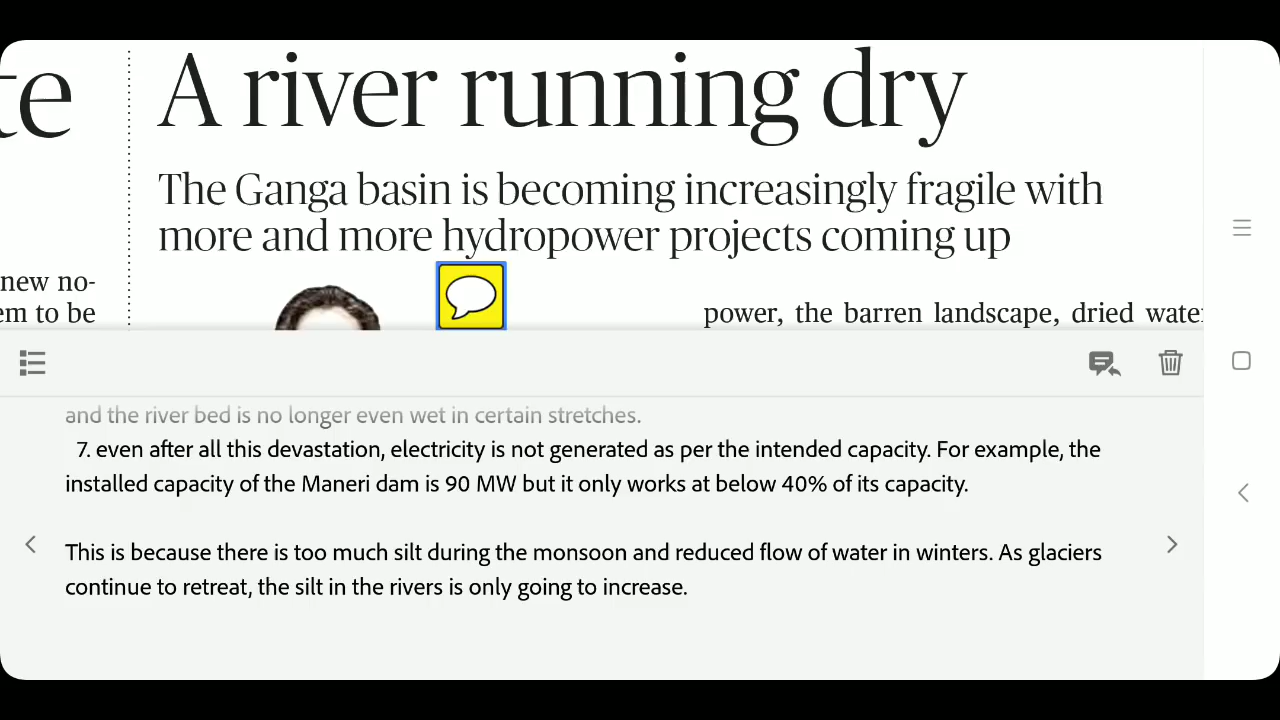 te
A river running dry
The Ganga basin is becoming increasingly fragile with
more and more hydropower projects coming up
new no-
em to be
power, the barren landscape, dried water
and the river bed is no longer even wet in certain stretches.
7. even after all this devastation, electricity is not generated as per the intended capacity. For example, the
installed capacity of the Maneri dam is 90 MW but it only works at below 40% of its capacity.
This is because there is too much silt during the monsoon and reduced flow of water in winters. As glaciers
continue to retreat, the silt in the rivers is only going to increase.